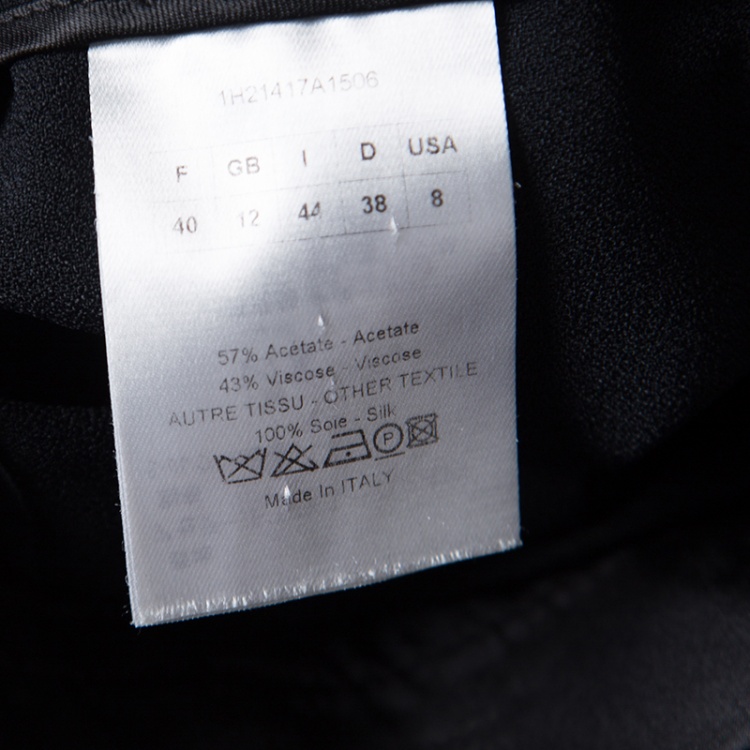 1H21417A1506
F GB I D USA
40 12 44 38 8
57% Acetate - Acetate
43% Viscose - Viscose
AUTRE TISSU - OTHER TEXTILE
100% Soie - Silk
P
Made In ITALY